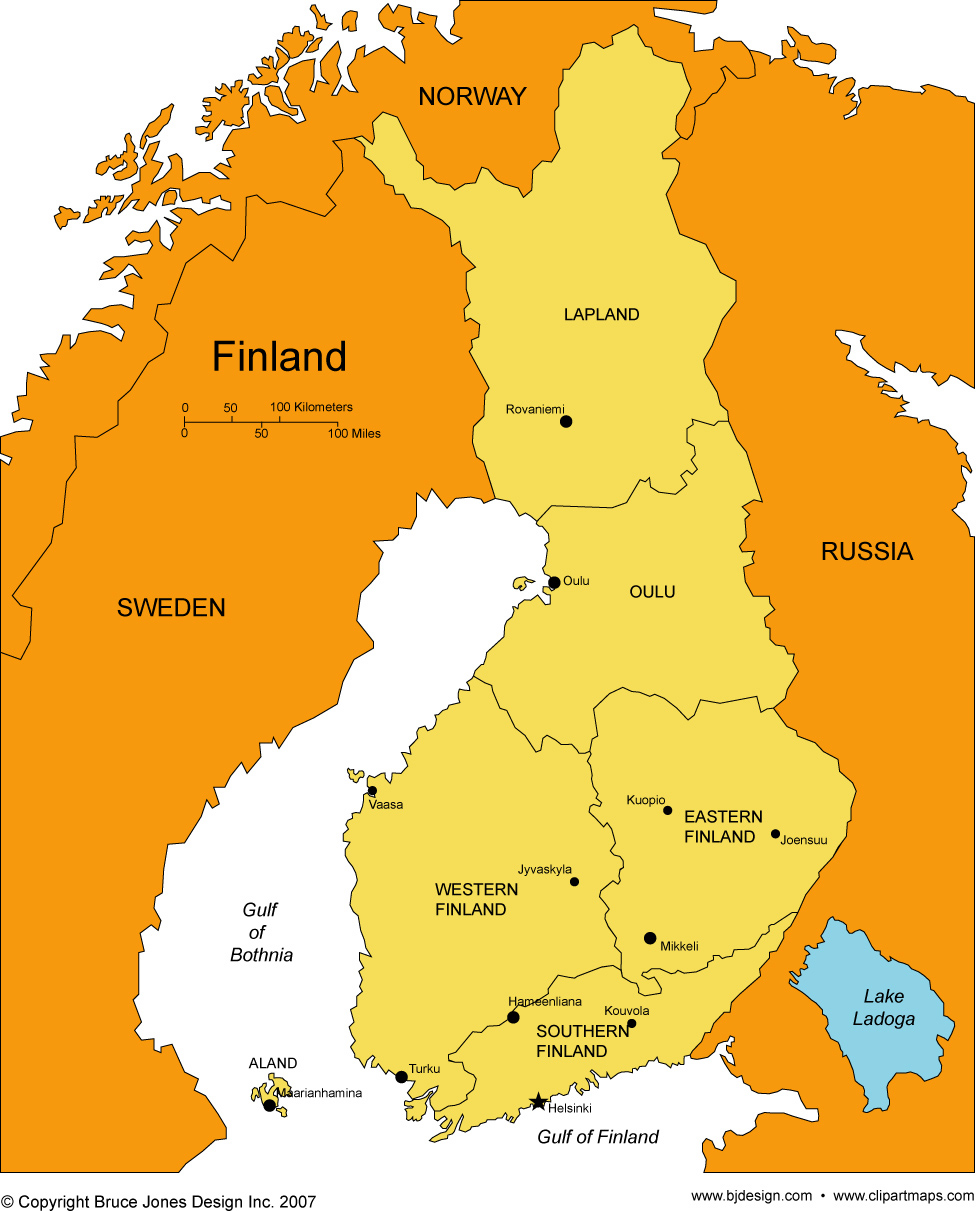 NORWAY
LAPLAND
Finland
0 50 100 Kilometers
0 50 100 Miles
Rovaniemi
RUSSIA
SWEDEN
Oulu
OULU
Vaasa
Kuopio
EASTERN
FINLAND
Joensuu
Jyvaskyla
WESTERN
FINLAND
Gulf
of
Bothnia
Mikkeli
Lake
Ladoga
Hameenliana
Kouvola
SOUTHERN
FINLAND
ALAND
Maarianhamina
Turku
Helsinki
Gulf of Finland
© Copyright Bruce Jones Design Inc. 2007
www.bjdesign.com • www.clipartmaps.com